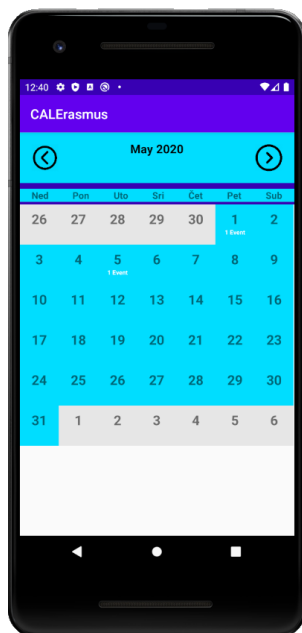 12:40
CALErasmus
May 2020
Ned Pon Uto Sri Čet Pet Sub
26 27 28 29 30 1 2
1 Event
3 4 5 6 7 8 9
1 Event
10 11 12 13 14 15 16
17 18 19 20 21 22 23
24 25 26 27 28 29 30
31 1 2 3 4 5 6